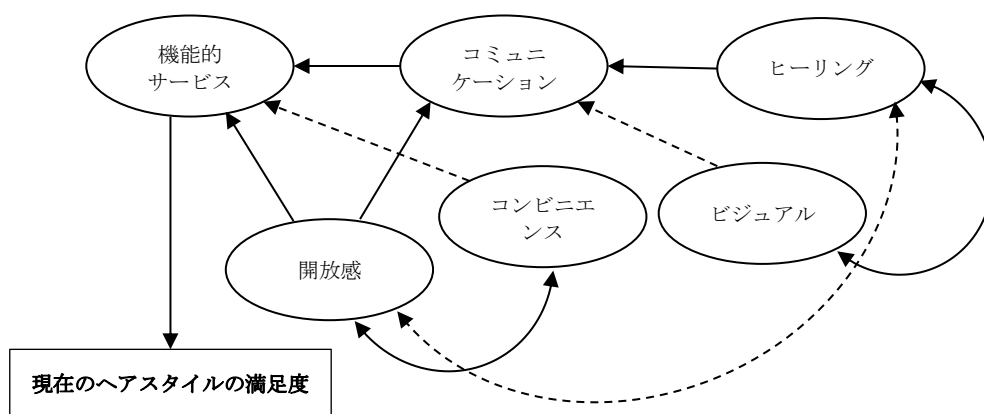 機能的
サービス
コミュニ
ケーション
ヒーリング
コンビニエ
ンス
ビジュアル
開放感
現在のヘアスタイルの満足度